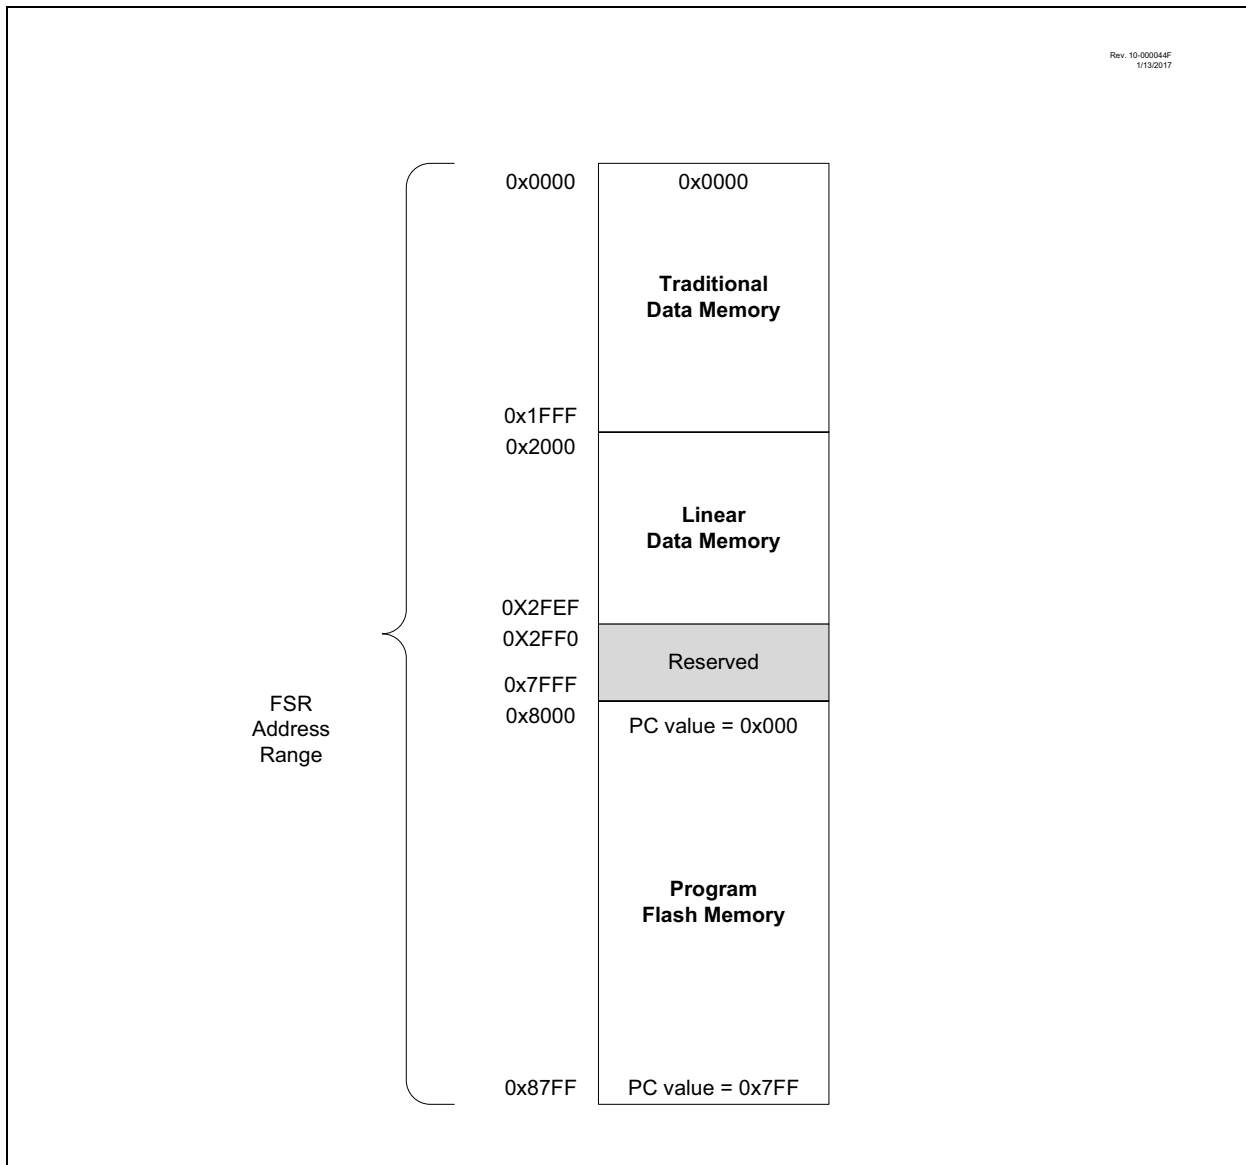 Rev. 10-000044F
1/13/2017
0x0000
0x0000
Traditional
Data Memory
0x1FFF
0x2000
Linear
Data Memory
0X2FEF
0X2FF0
Reserved
0x7FFF
0x8000
PC value = 0x000
FSR
Address
Range
Program
Flash Memory
0x87FF
PC value = 0x7FF